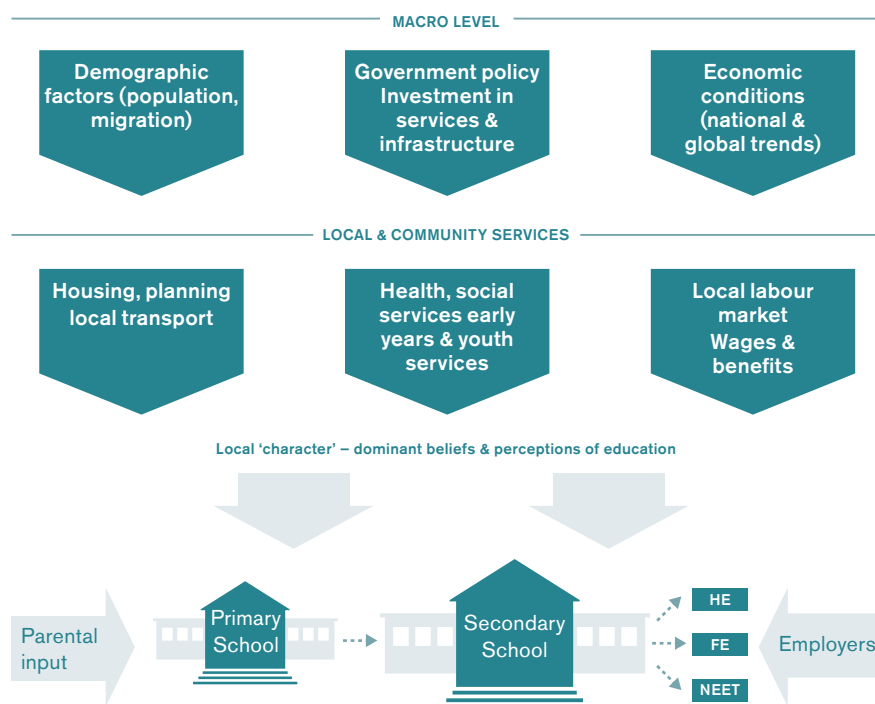 MACRO LEVEL
Demographic
factors (population,
migration)
Government policy
Investment in
services &
infrastructure
Economic
conditions
(national &
global trends)
LOCAL & COMMUNITY SERVICES
Housing, planning
local transport
Health, social
services early
years & youth
services
Local labour
market
Wages &
benefits
Local ‘character’ – dominant beliefs & perceptions of education
Parental
input
Primary
School
Secondary
School
HE
FE
NEET
Employers